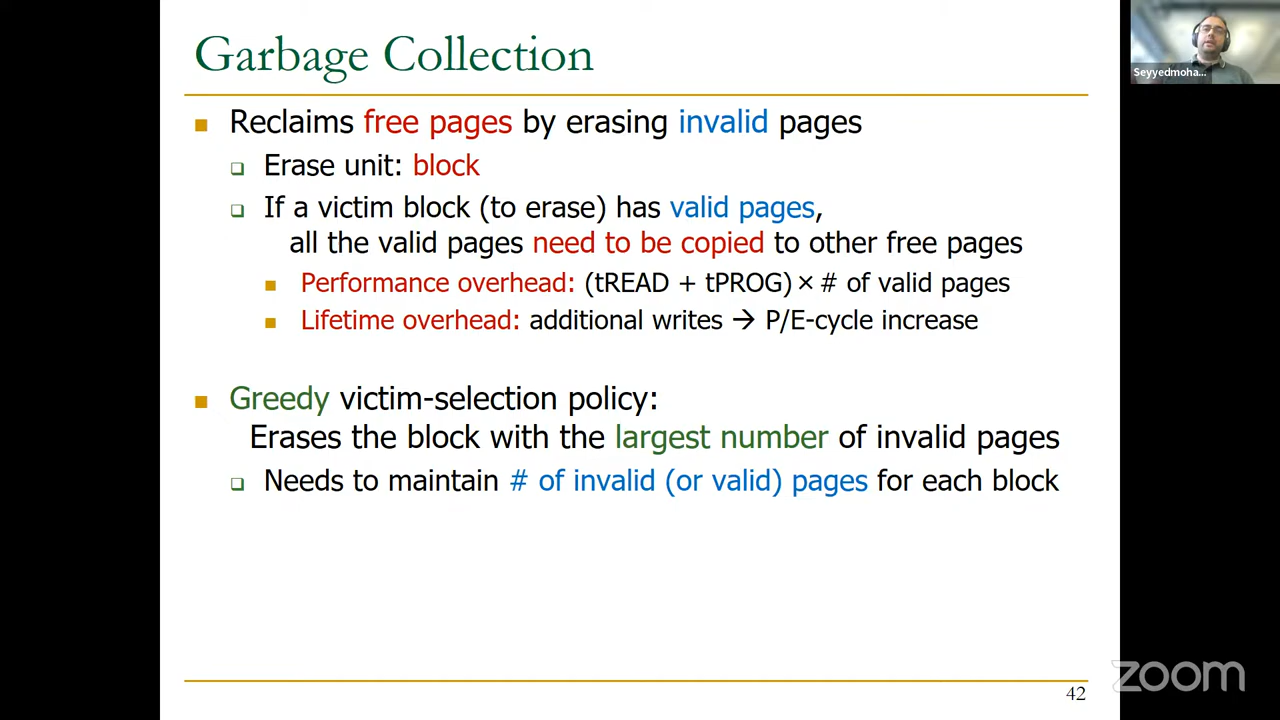 Garbage Collection
Reclaims free pages by erasing invalid pages
Erase unit: block
If a victim block (to erase) has valid pages,
all the valid pages need to be copied to other free pages
Performance overhead: (tREAD + tPROG) × # of valid pages
Lifetime overhead: additional writes → P/E-cycle increase
Greedy victim-selection policy:
Erases the block with the largest number of invalid pages
Needs to maintain # of invalid (or valid) pages for each block
42
Seyyedmoha...
zoom